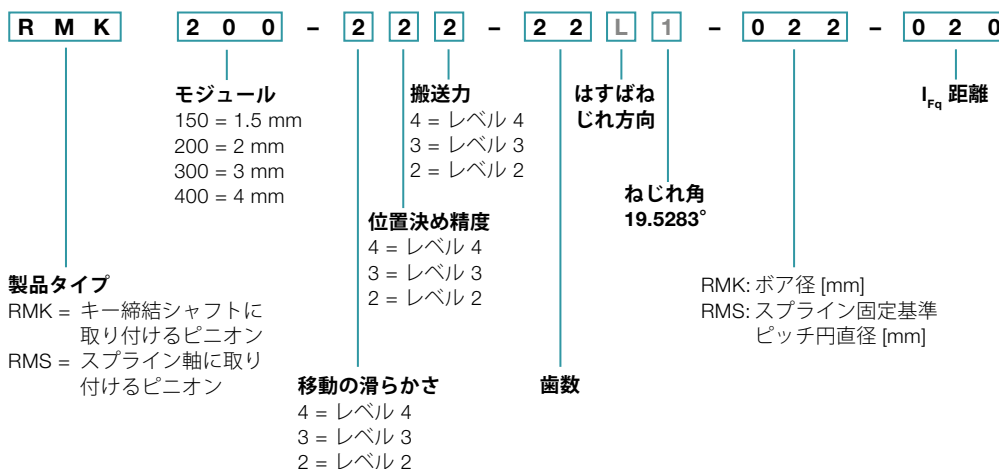 R M K 2 0 0 – 2 2 2 – 2 2 L 1 – 0 2 2 – 0 2 0
モジュール
150 = 1.5 mm
200 = 2 mm
300 = 3 mm
400 = 4 mm
搬送力
4 = レベル 4
3 = レベル 3
2 = レベル 2
はすばね
じれ方向
lFq 距離
ねじれ角
19.5283°
位置決め精度
4 = レベル 4
3 = レベル 3
2 = レベル 2
製品タイプ
RMK = キー締結シャフトに
取り付けるピニオン
RMS = スプライン軸に取り
付けるピニオン
RMK: ボア径 [mm]
RMS: スプライン固定基準
ピッチ円直径 [mm]
移動の滑らかさ
4 = レベル 4
3 = レベル 3
2 = レベル 2
歯数